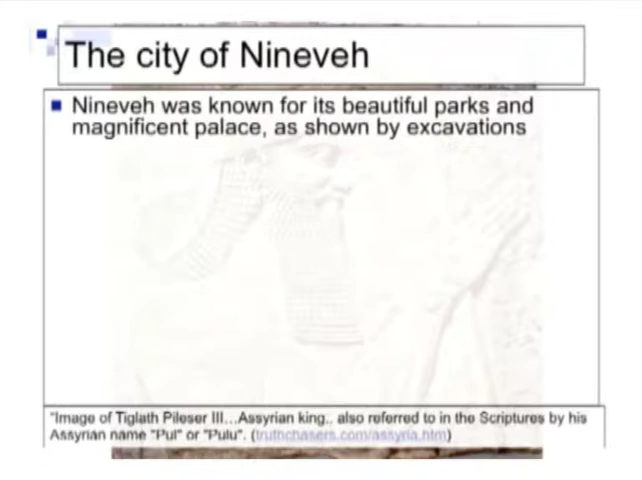 The city of Nineveh
Nineveh was known for its beautiful parks and
magnificent palace, as shown by excavations
"Image of Tiglath Pileser III...Assyrian king.. also referred to in the Scriptures by his
Assyrian name "Pul" or "Pulu". (truthchasers.com/assyria.htm)